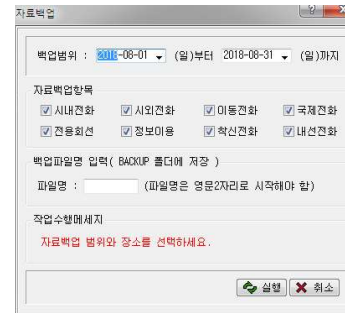 자료백업
백업범위 : 2018-08-01 (일)부터 2018-08-31 (일)까지
자료백업항목
시내전화 시외전화 이동전화 국제전화
전용회선 정보이용 착신전화 내선전화
백업파일명 입력( BACKUP 폴더에 저장 )
파일명 : (파일명은 영문2자리로 시작해야 함)
작업수행메세지
자료백업 범위와 장소를 선택하세요.
실행 취소